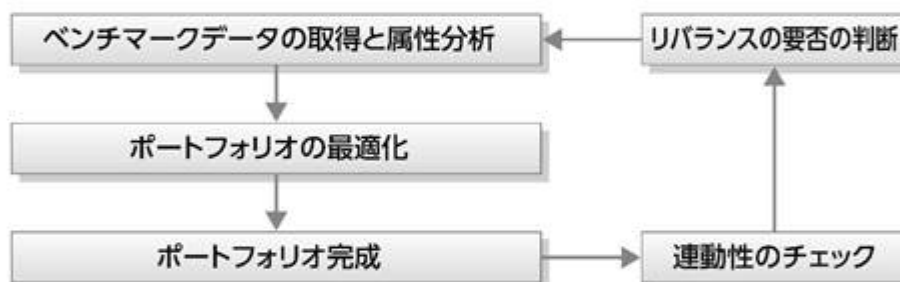 ベンチマークデータの取得と属性分析
リバランスの要否の判断
ポートフォリオの最適化
ポートフォリオ完成
連動性のチェック